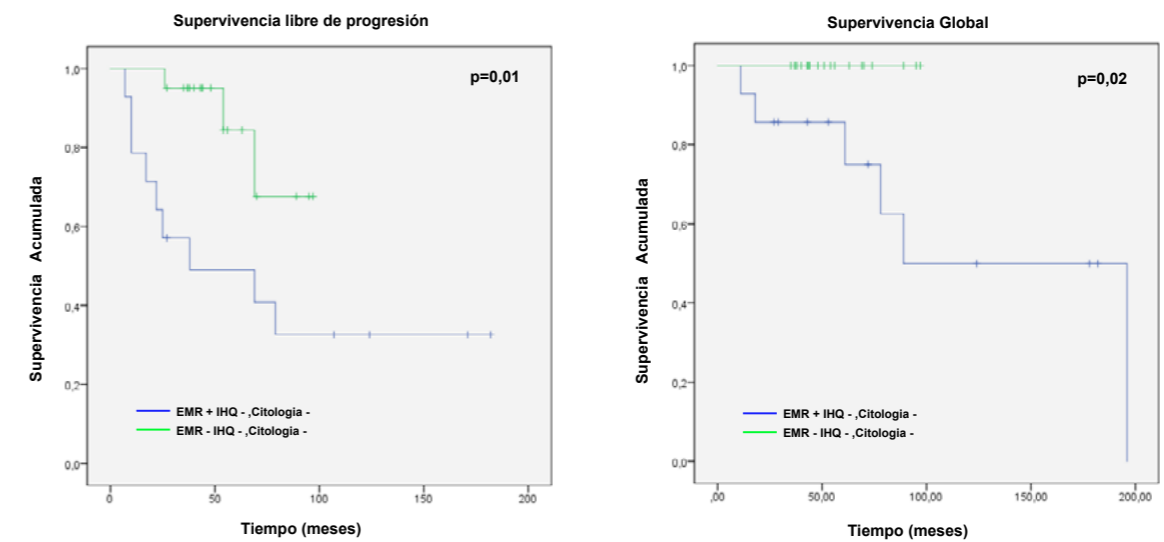 Supervivencia libre de progresión
p=0,01
Supervivencia Acumulada
1,0
0,8
0,6
0,4
0,2
0,0
EMR + IHQ - ,Citologia -
EMR - IHQ - ,Citologia -
0 50 100 150 200
Tiempo (meses)
Supervivencia Global
p=0,02
Supervivencia Acumulada
1,0
0,8
0,6
0,4
0,2
0,0
EMR + IHQ - ,Citologia -
EMR - IHQ - ,Citologia -
,00 50,00 100,00 150,00 200,00
Tiempo (meses)